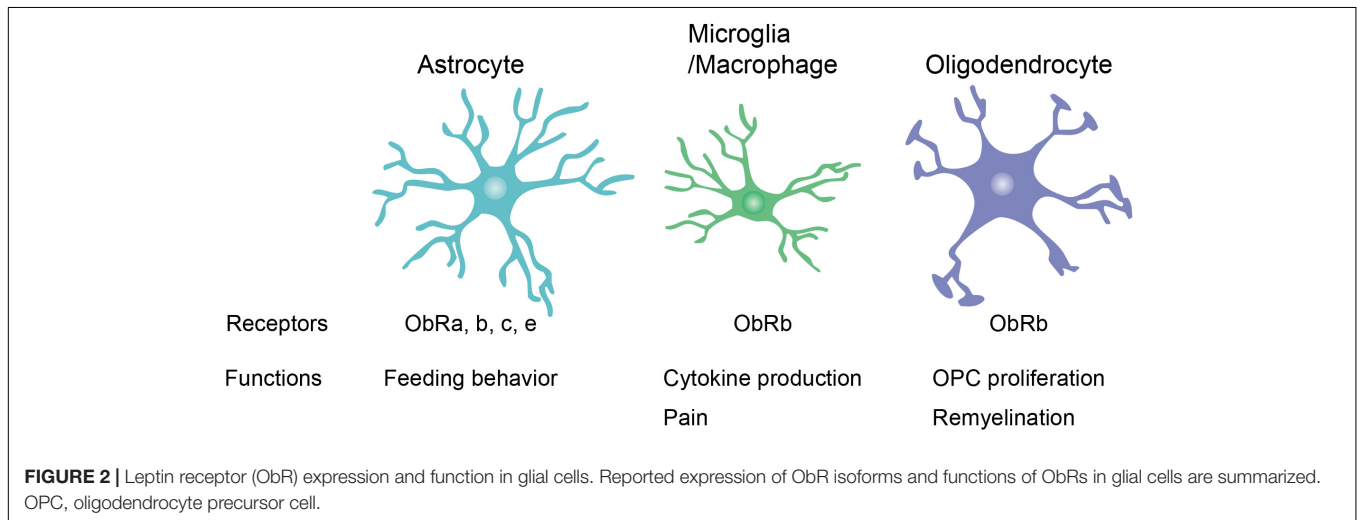 Astrocyte
Microglia
/Macrophage
Oligodendrocyte
Receptors ObRa, b, c, e ObRb ObRb
Functions Feeding behavior Cytokine production OPC proliferation
Pain Remyelination
FIGURE 2 | Leptin receptor (ObR) expression and function in glial cells. Reported expression of ObR isoforms and functions of ObRs in glial cells are summarized.
OPC, oligodendrocyte precursor cell.